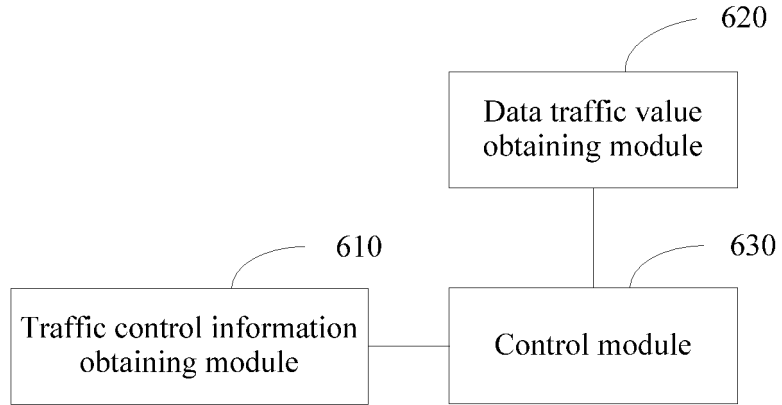 620
Data traffic value
obtaining module
610
630
Traffic control information
obtaining module
Control module